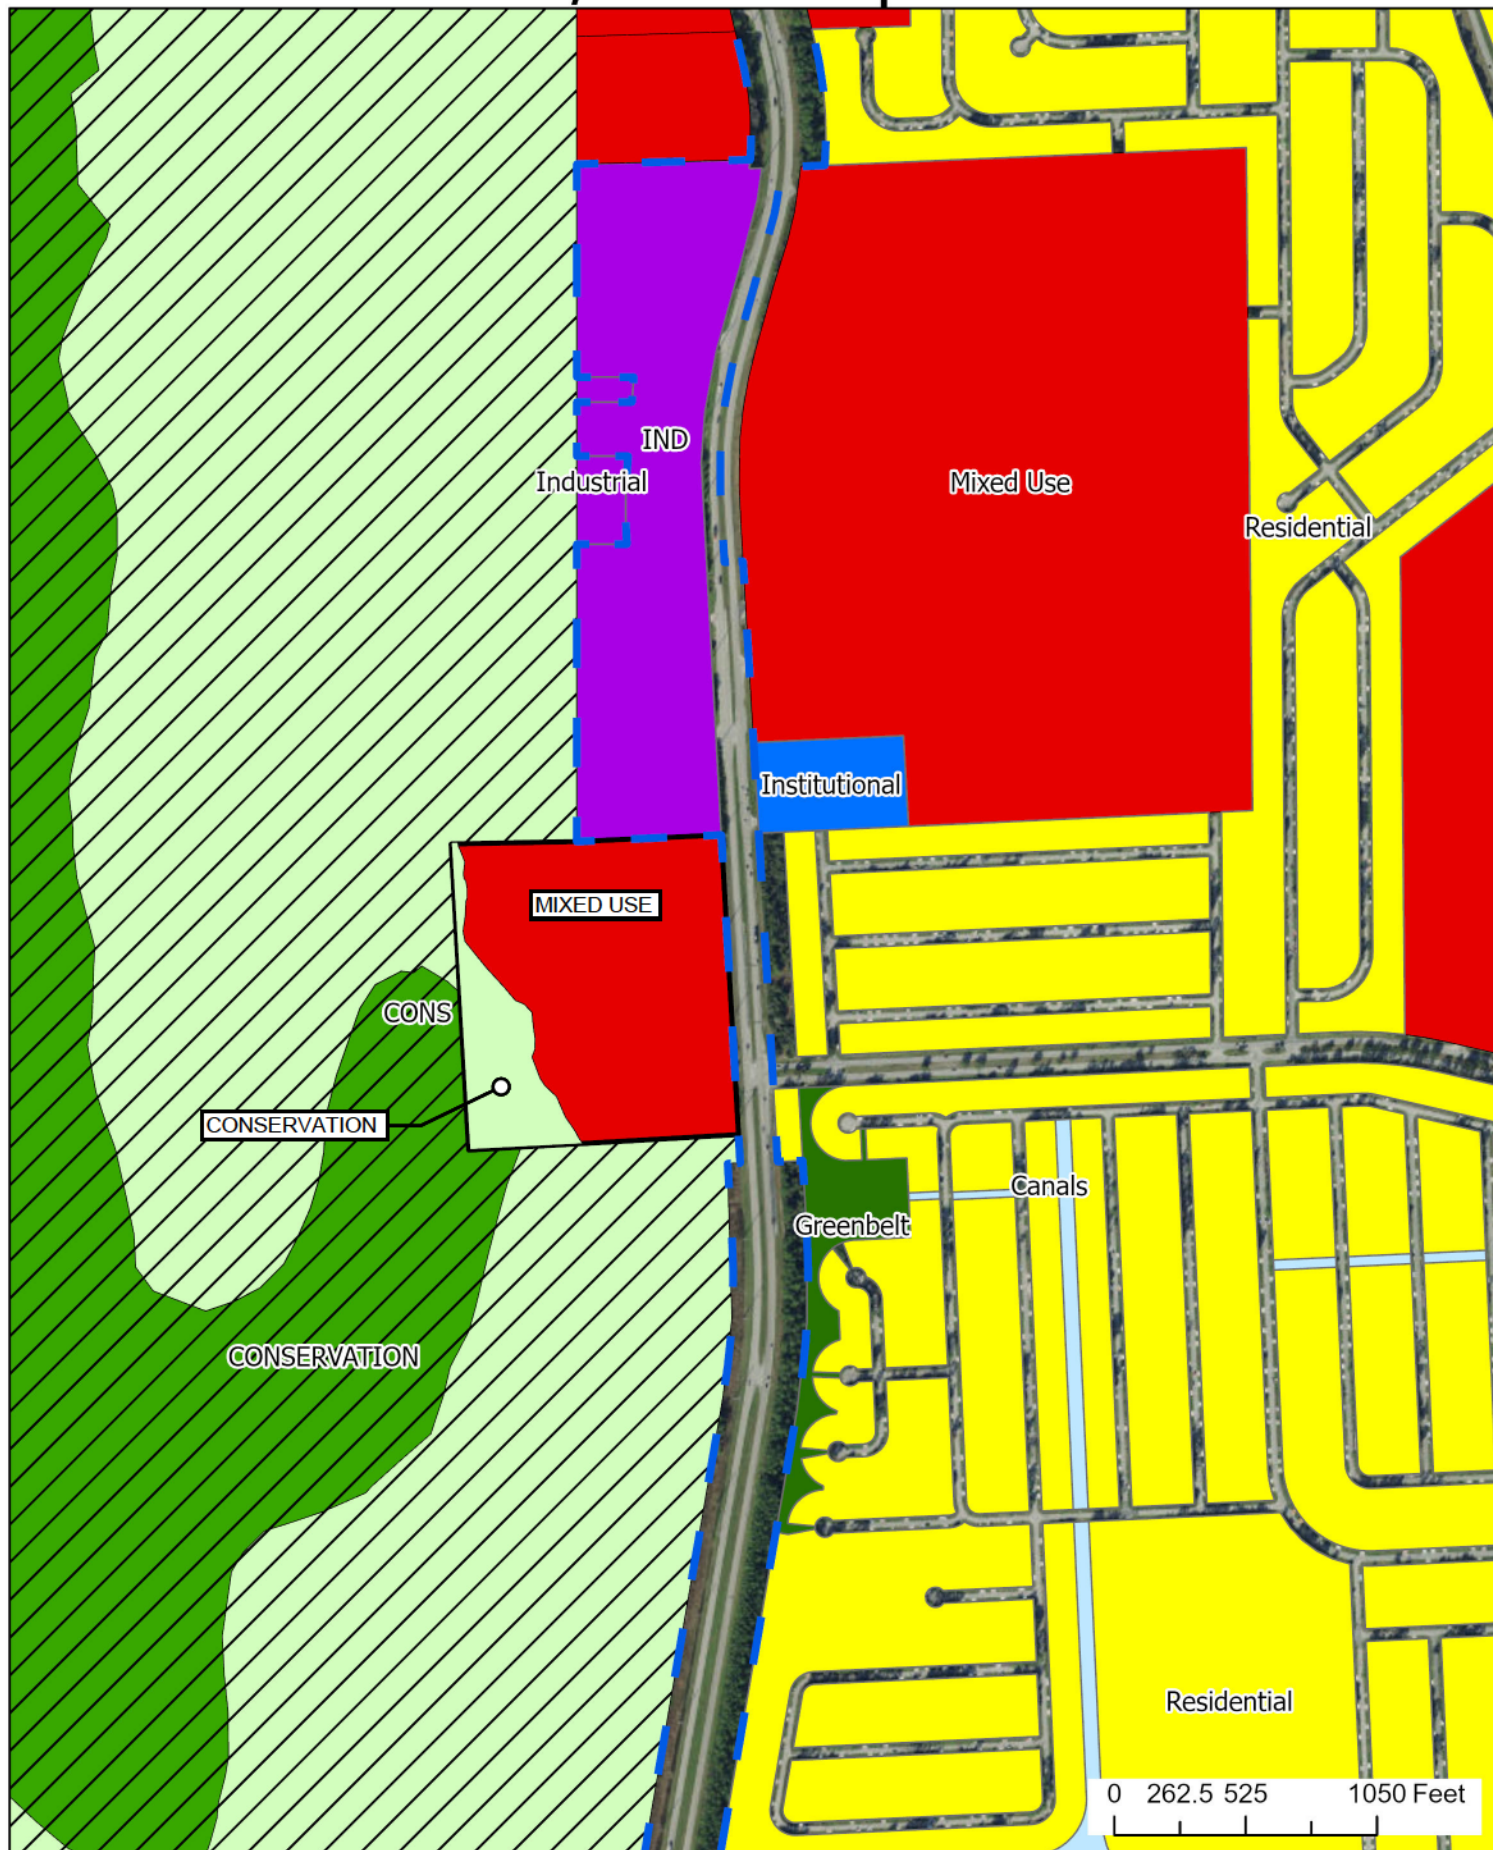 IND
Industrial
Mixed Use
Residential
Institutional
MIXED USE
CONS
CONSERVATION
Canals
Greenbelt
CONSERVATION
Residential
0 262.5 525 1050 Feet